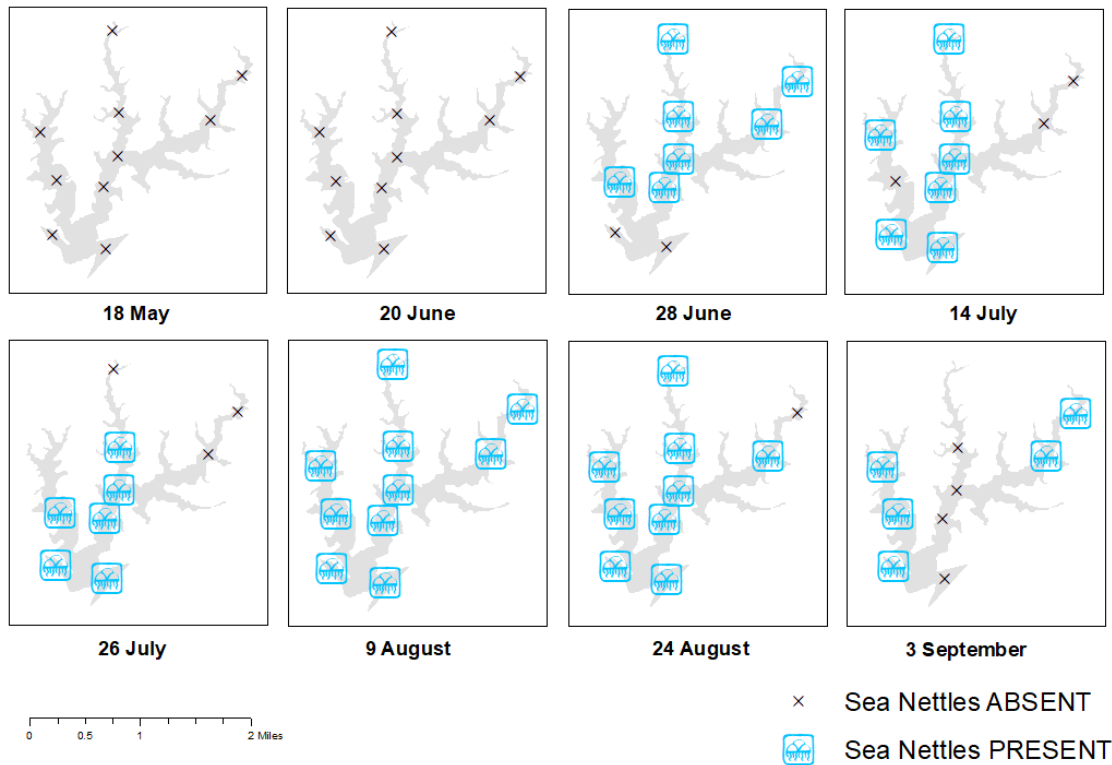 18 May
20 June
28 June
14 July
26 July
9 August
24 August
3 September
0 0.5 1 2 Miles
Sea Nettles ABSENT
Sea Nettles PRESENT